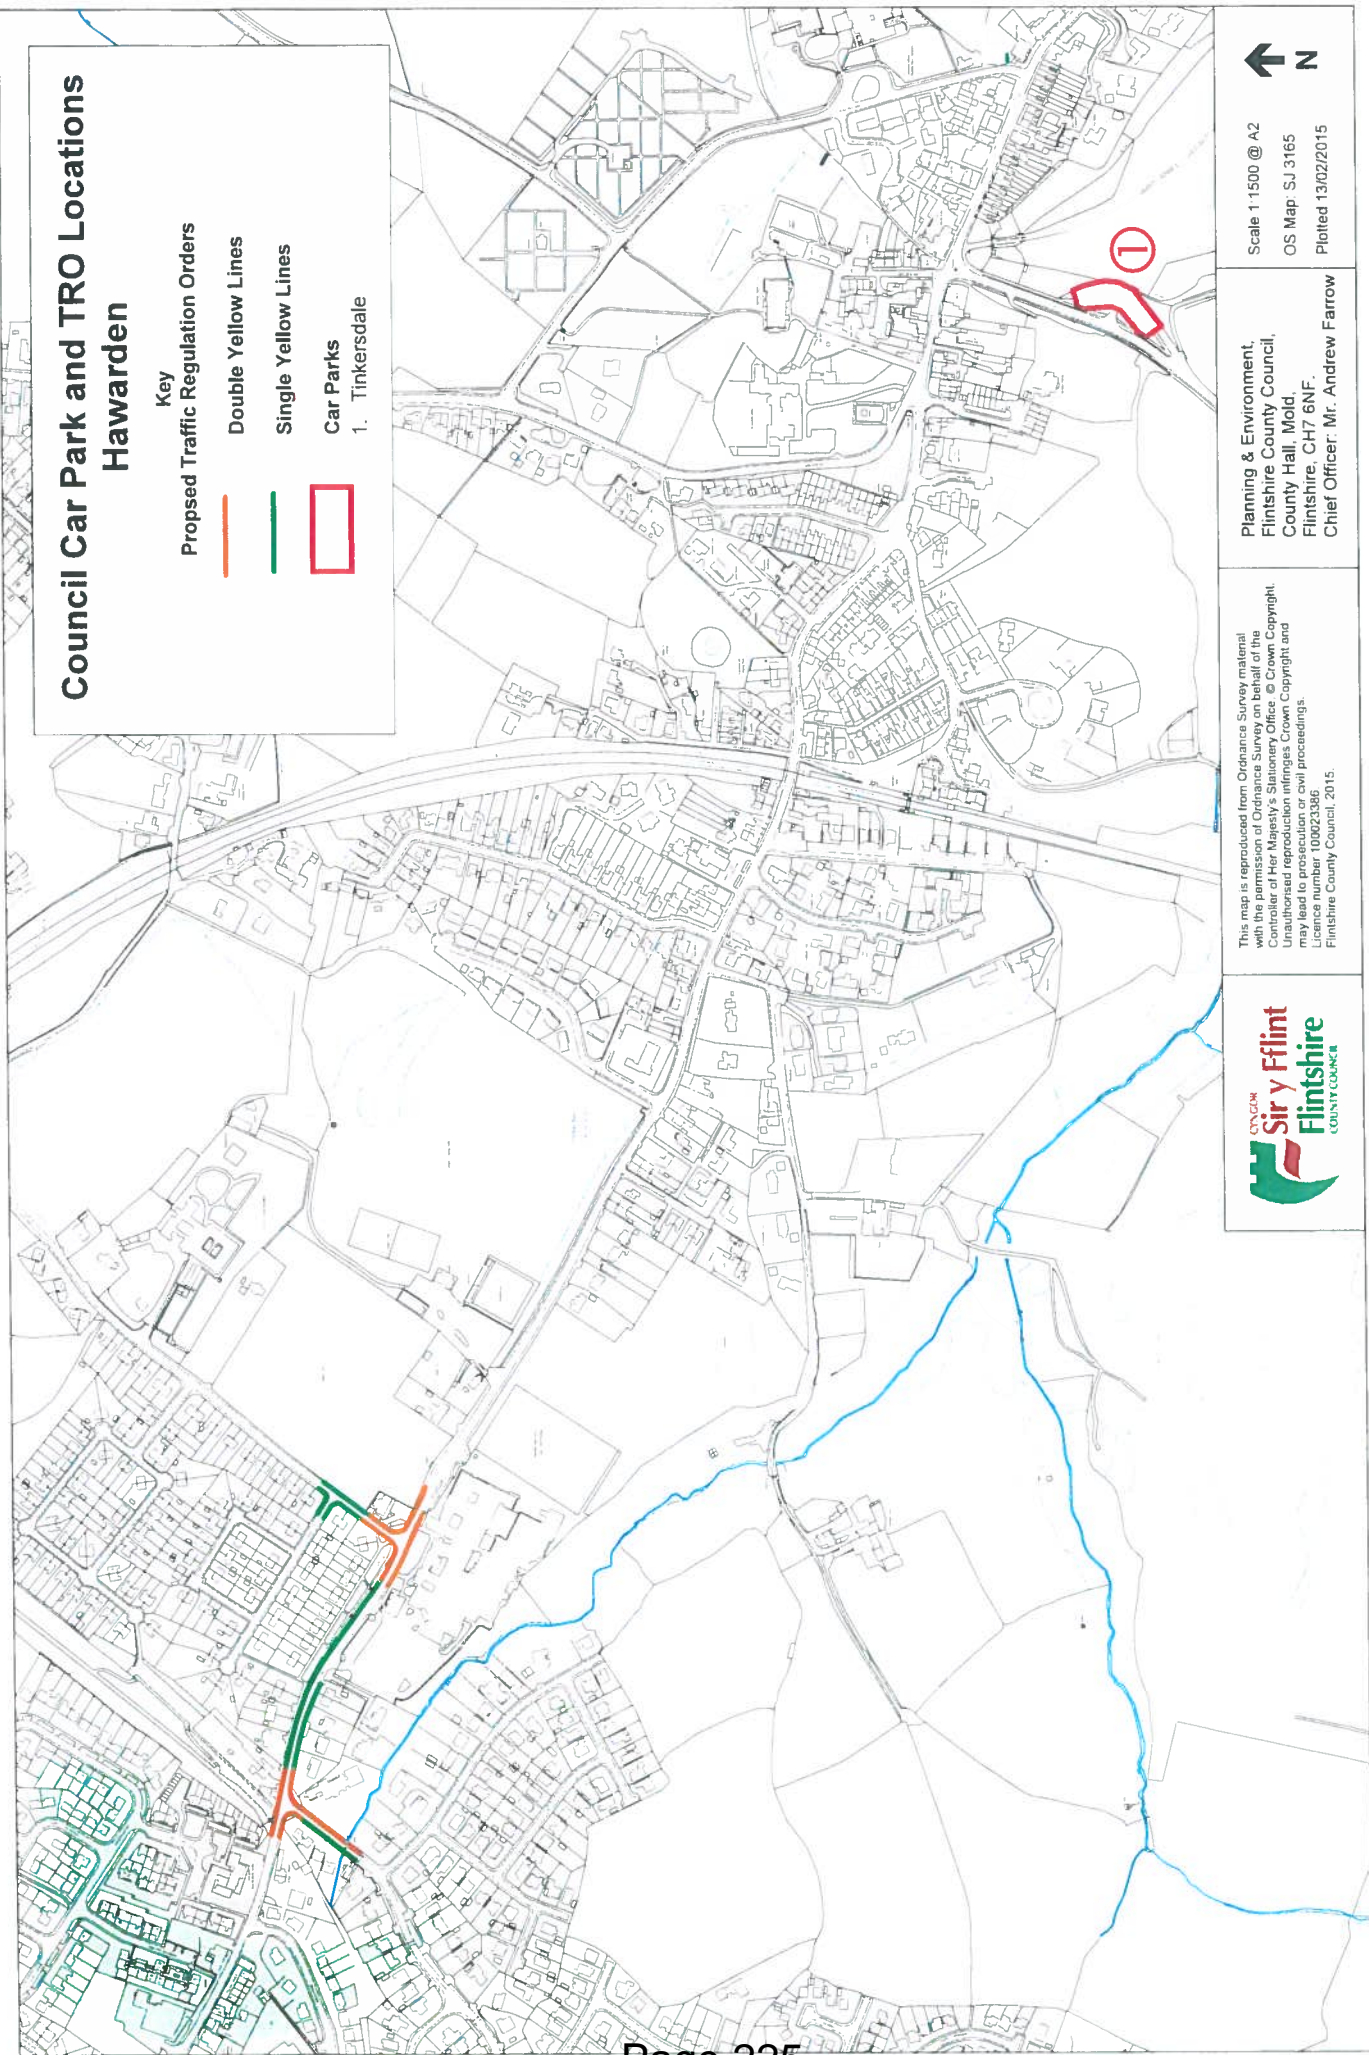 Council Car Park and TRO Locations
Hawarden
Key
Propsed Traffic Regulation Orders
Double Yellow Lines
Single Yellow Lines
Car Parks
1. Tinkersdale
1
CYNGOR
Sir y Fflint
Flintshire
COUNTY COUNCIL
This map is reproduced from Ordnance Survey material
with the permission of Ordnance Survey on behalf of the
Controller of Her Majesty's Stationery Office © Crown Copyright.
Unauthorised reproduction infringes Crown Copyright and
may lead to prosecution or civil proceedings.
Licence number 100023386
Flintshire County Council, 2015.
Planning & Environment,
Flintshire County Council,
County Hall, Mold,
Flintshire, CH7 6NF.
Chief Officer: Mr. Andrew Farrow
Scale 1:1500 @ A2
OS Map: SJ 3165
Plotted 13/02/2015
N
Page 225